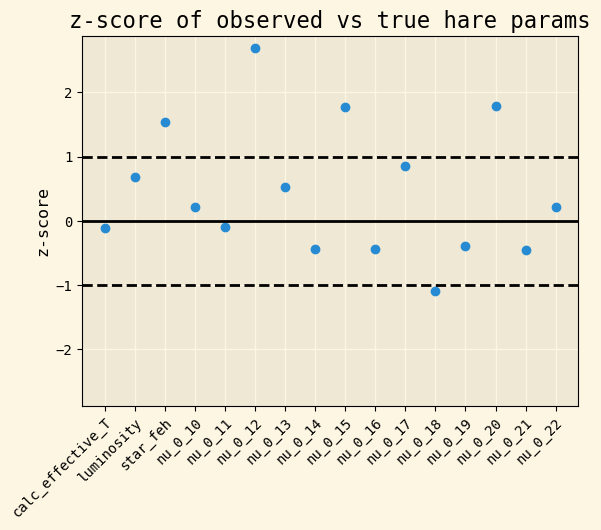 z-score of observed vs true hare params
z-score
2
1
0
−1
−2
calc_effective_T
luminosity
star_feh
nu_0_10
nu_0_11
nu_0_12
nu_0_13
nu_0_14
nu_0_15
nu_0_16
nu_0_17
nu_0_18
nu_0_19
nu_0_20
nu_0_21
nu_0_22